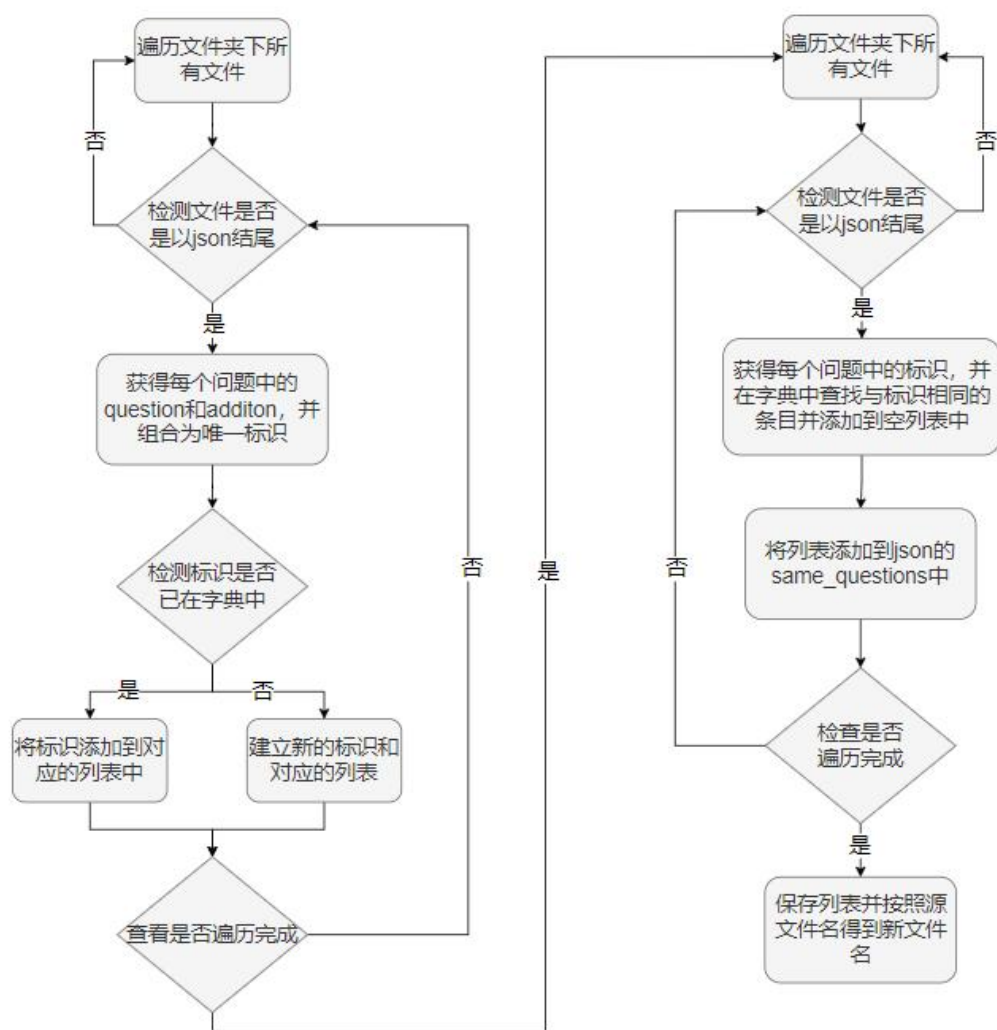 遍历文件夹下所
有文件
否
检测文件是否
是以json结尾
是
获得每个问题中的
question和additon，并
组合为唯一标识
检测标识是否
已在字典中
是
否
将标识添加到对
应的列表中
建立新的标识和
对应的列表
查看是否遍历完成
否
是
遍历文件夹下所
有文件
否
检测文件是否
是以json结尾
是
获得每个问题中的标识，并
在字典中查找与标识相同的
条目并添加到空列表中
将列表添加到json的
same_questions中
否
检查是否
遍历完成
是
保存列表并按照源
文件名得到新文件
名